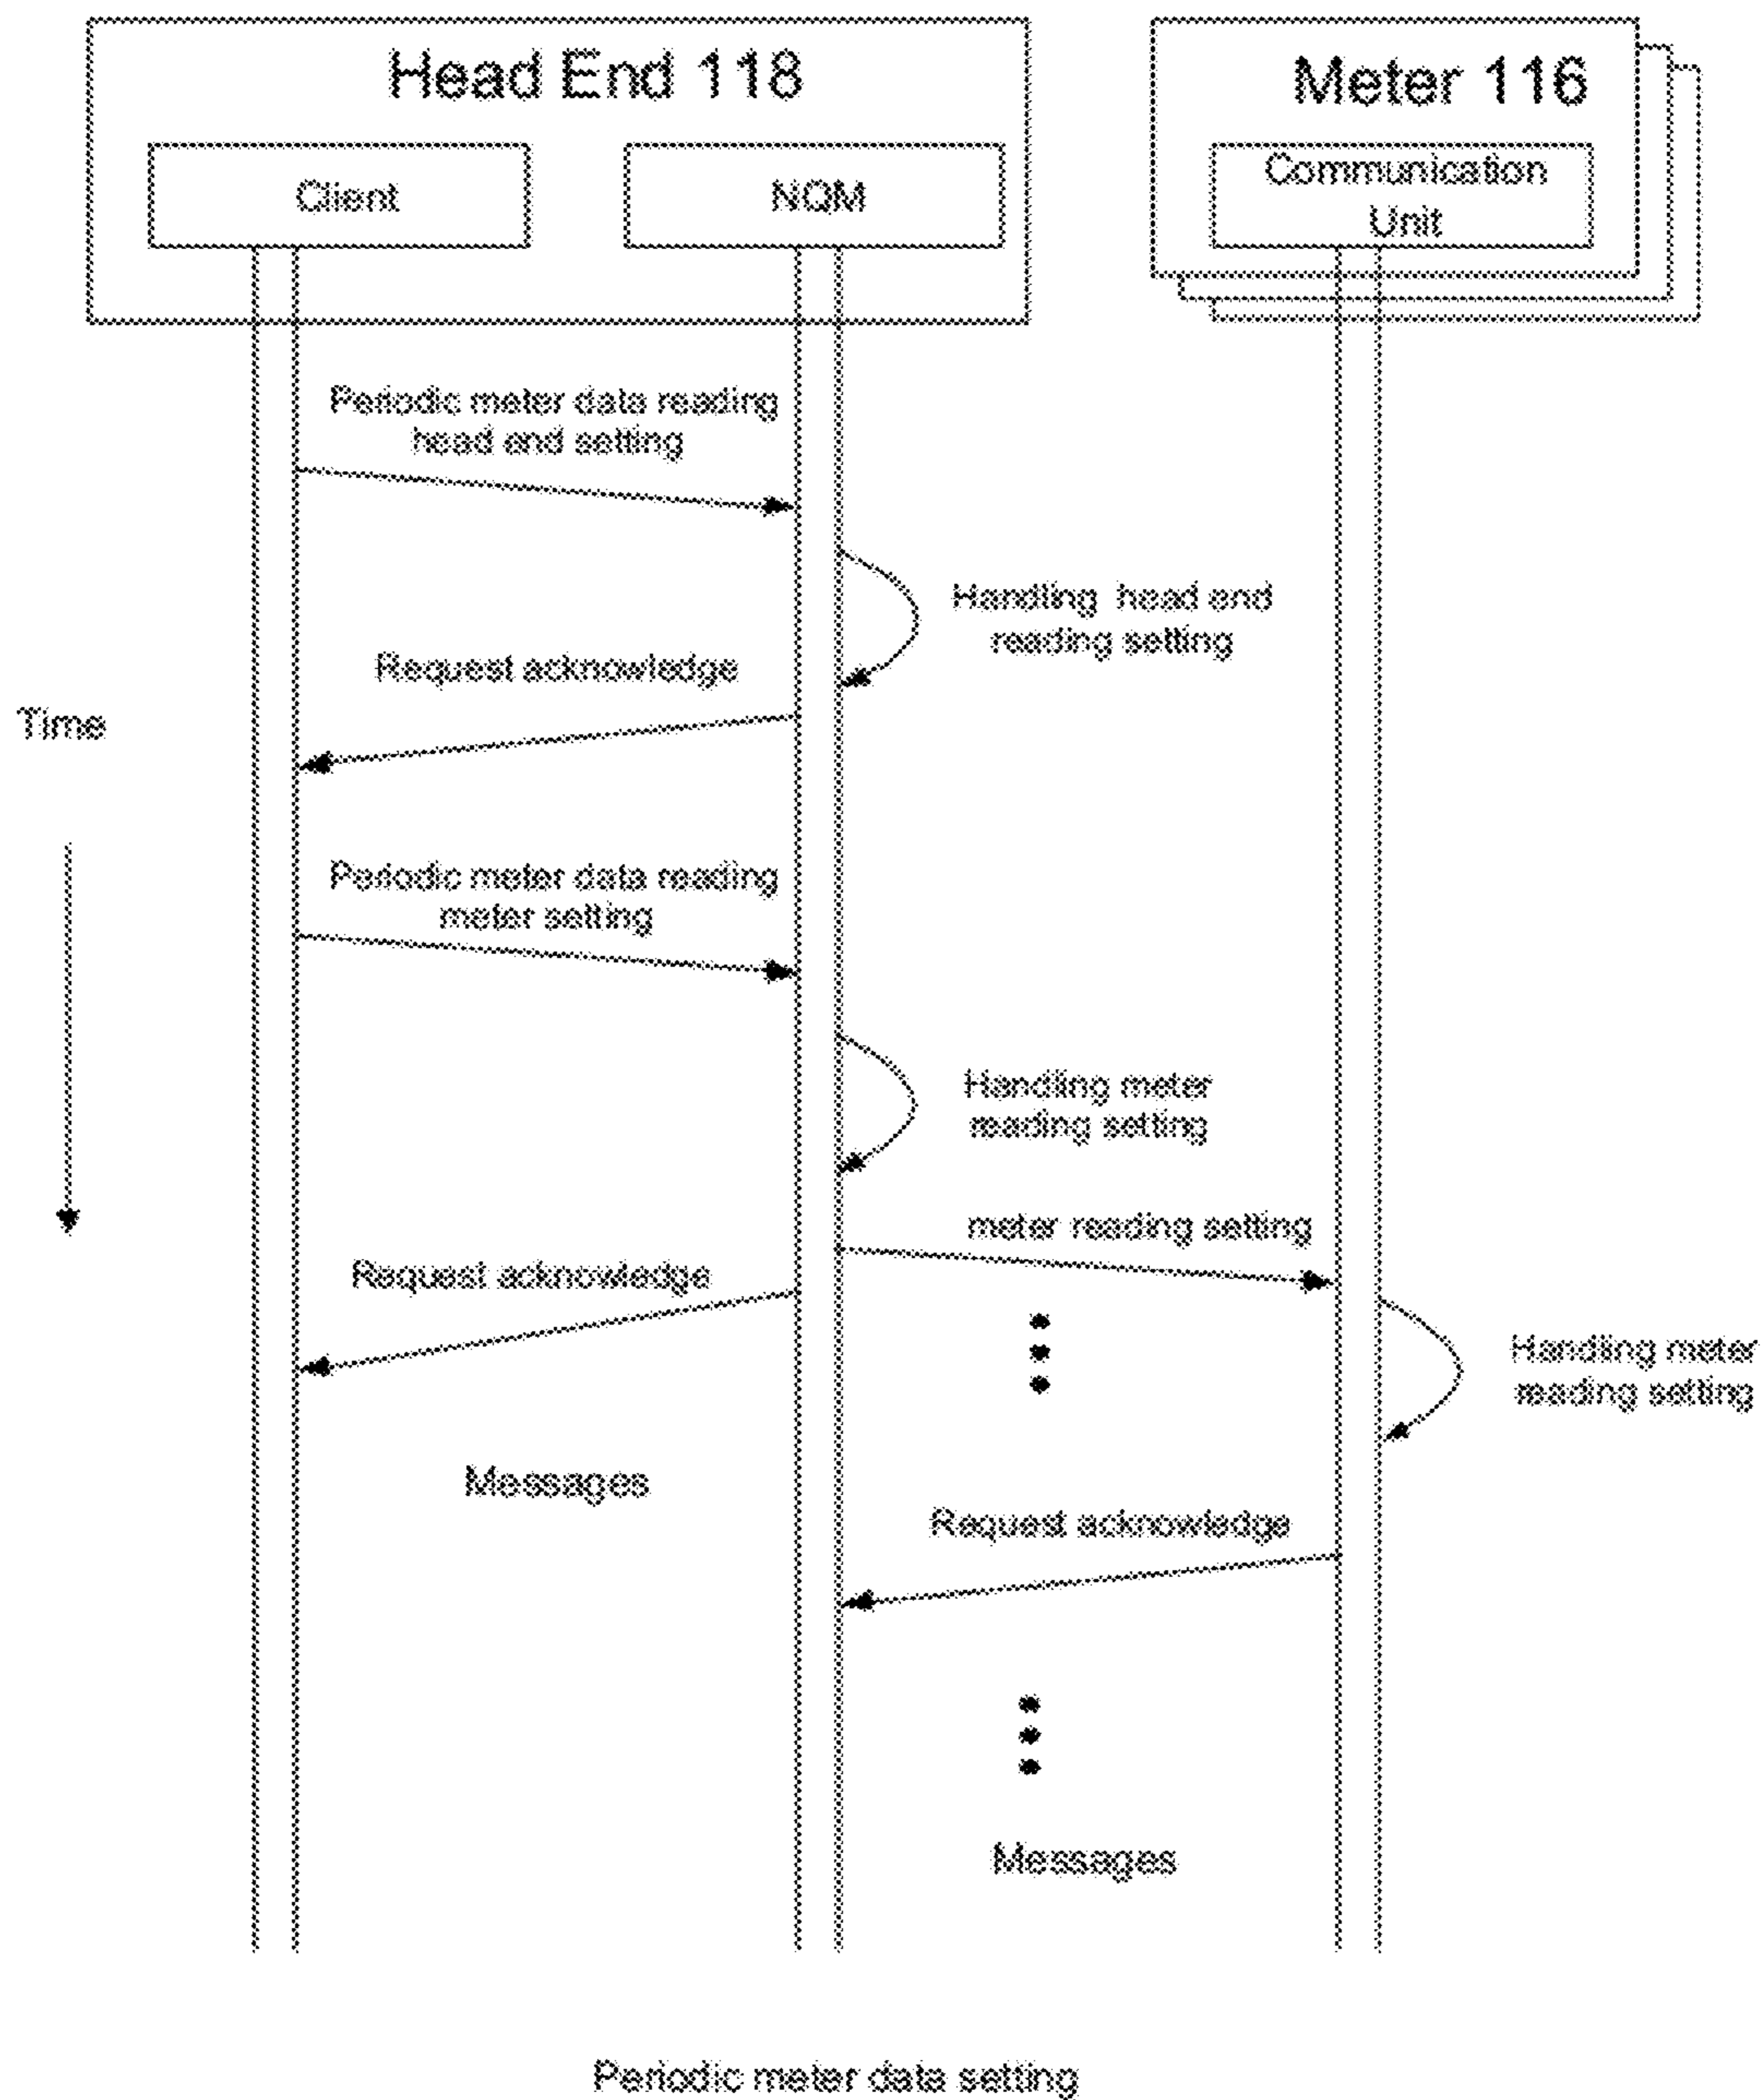 Head End 118
Meter 116
Client
NQM
Communication
Unit
Periodic meter data reading
head end setting
Handling head end
reading setting
Request acknowledge
Time
Periodic meter data reading
meter setting
Handling meter
reading setting
meter reading setting
Request acknowledge
Handling meter
reading setting
Messages
Request acknowledge
Messages
Periodic meter data setting